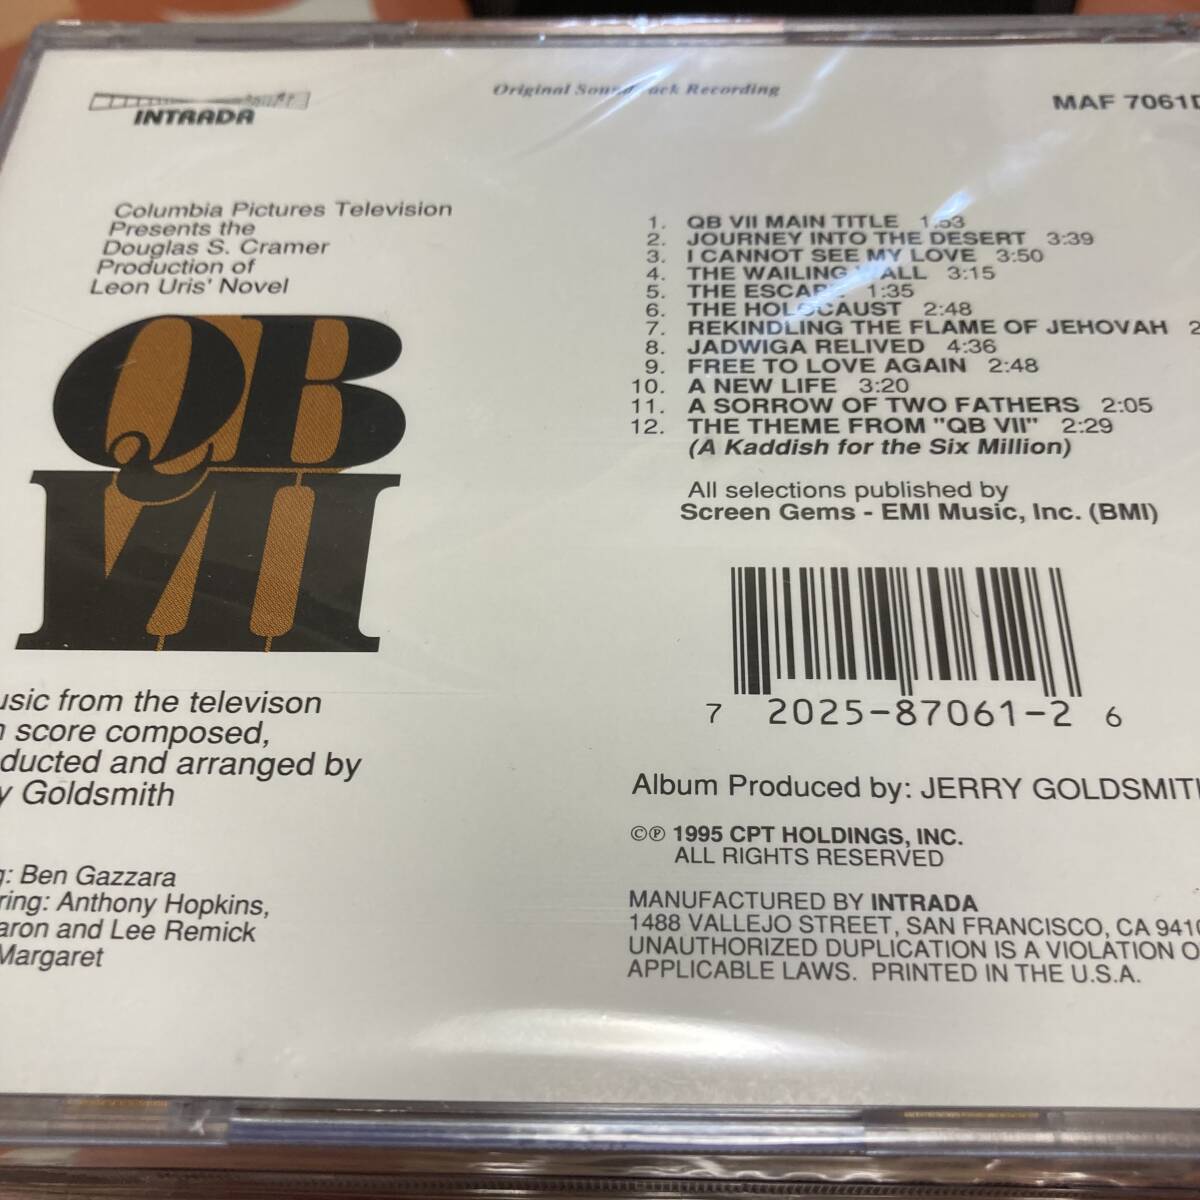 INTRADA
Original Soundtrack Recording
MAF 7061D
Columbia Pictures Television
Presents the
Douglas S. Cramer
Production of
Leon Uris' Novel
QB
VII
usic from the televison
score composed,
ducted and arranged by
y Goldsmith
g: Ben Gazzara
ring: Anthony Hopkins,
aron and Lee Remick
Margaret
1. QB VII MAIN TITLE 1:53
2. JOURNEY INTO THE DESERT 3:39
3. I CANNOT SEE MY LOVE 3:50
4. THE WAILING WALL 3:15
5. THE ESCAPE 1:35
6. THE HOLOCAUST 2:48
7. REKINDLING THE FLAME OF JEHOVAH 2
8. JADWIGA RELIVED 4:36
9. FREE TO LOVE AGAIN 2:48
10. A NEW LIFE 3:20
11. A SORROW OF TWO FATHERS 2:05
12. THE THEME FROM "QB VII" 2:29
(A Kaddish for the Six Million)
All selections published by
Screen Gems - EMI Music, Inc. (BMI)
7 2025-87061-2 6
Album Produced by: JERRY GOLDSMITH
©℗ 1995 CPT HOLDINGS, INC.
ALL RIGHTS RESERVED
MANUFACTURED BY INTRADA
1488 VALLEJO STREET, SAN FRANCISCO, CA 9410
UNAUTHORIZED DUPLICATION IS A VIOLATION O
APPLICABLE LAWS. PRINTED IN THE U.S.A.